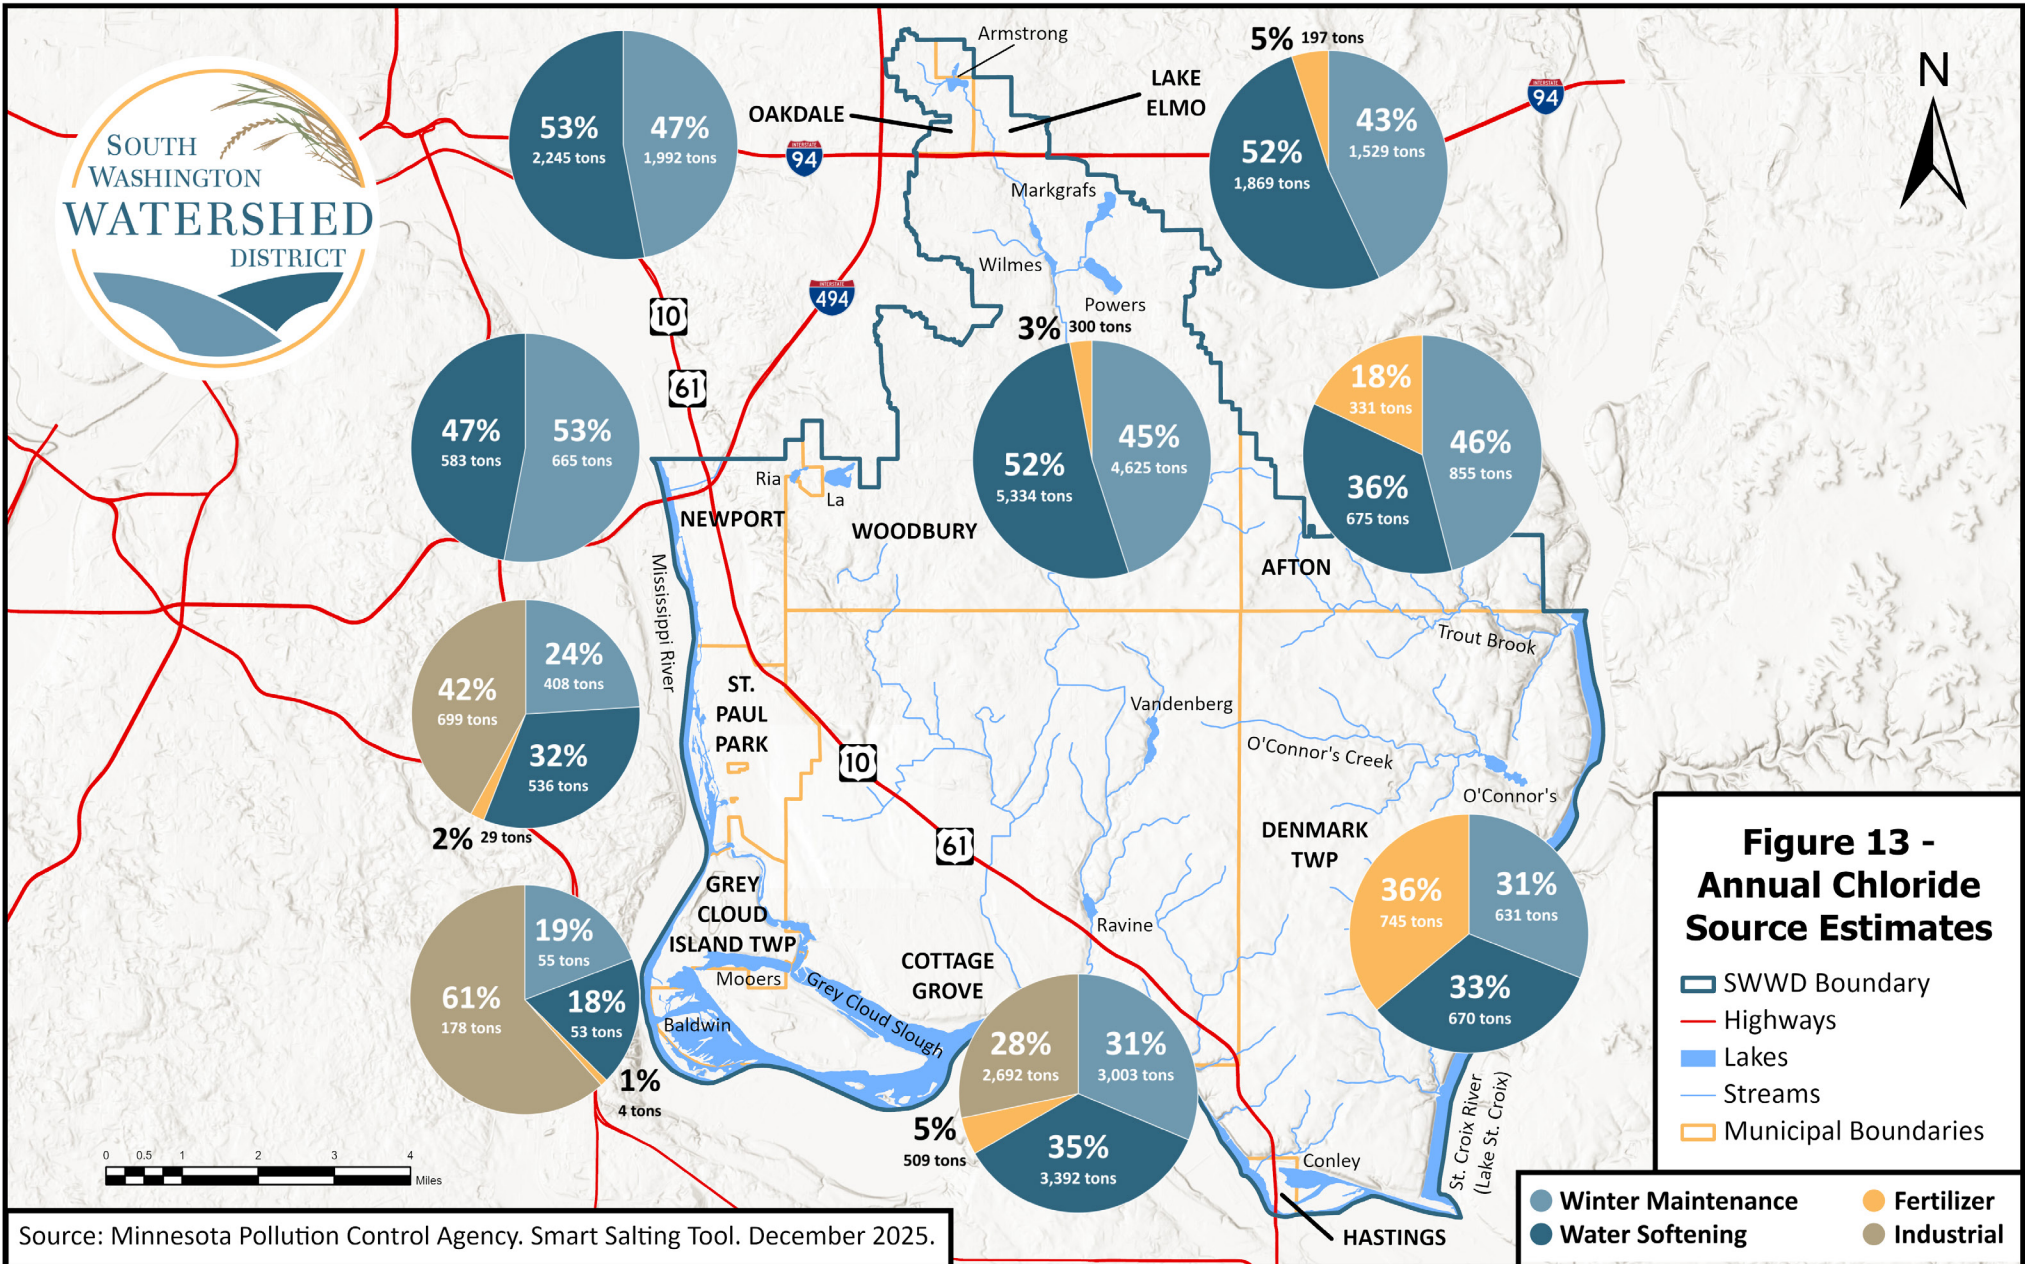 SOUTH
WASHINGTON
WATERSHED
DISTRICT
53%
2,245 tons
47%
1,992 tons
OAKDALE
Armstrong
LAKE
ELMO
5% 197 tons
43%
1,529 tons
52%
1,869 tons
INTERSTATE
94
N
INTERSTATE
94
Markgrafs
Wilmes
Powers
INTERSTATE
494
10
61
47%
583 tons
53%
665 tons
3% 300 tons
45%
4,625 tons
52%
5,334 tons
18%
331 tons
46%
855 tons
36%
675 tons
Ria
La
NEWPORT
WOODBURY
AFTON
Mississippi River
Trout Brook
24%
408 tons
42%
699 tons
32%
536 tons
2% 29 tons
ST.
PAUL
PARK
Vandenberg
10
O'Connor's Creek
O'Connor's
61
DENMARK
TWP
36%
745 tons
31%
631 tons
33%
670 tons
GREY
CLOUD
ISLAND TWP
Ravine
COTTAGE
GROVE
Mooers
Grey Cloud Slough
Baldwin
19%
55 tons
61%
178 tons
18%
53 tons
1%
4 tons
28%
2,692 tons
31%
3,003 tons
5%
509 tons
35%
3,392 tons
St. Croix River
(Lake St. Croix)
Conley
HASTINGS
0 0.5 1 2 3 4
Miles
Source: Minnesota Pollution Control Agency. Smart Salting Tool. December 2025.
Figure 13 -
Annual Chloride
Source Estimates
SWWD Boundary
Highways
Lakes
Streams
Municipal Boundaries
Winter Maintenance
Water Softening
Fertilizer
Industrial